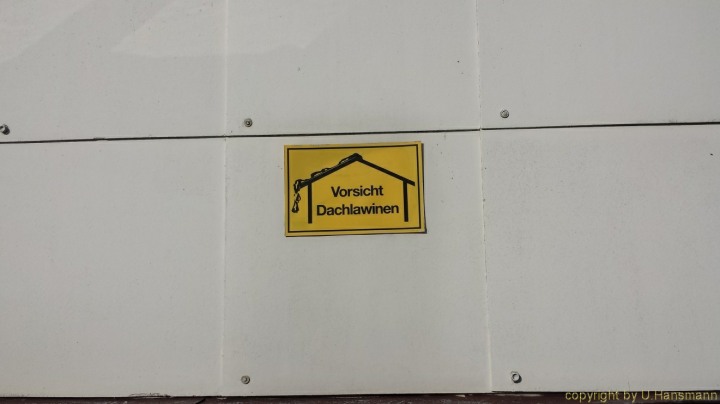 Vorsicht
Dachlawinen
copyright by U.Hansmann